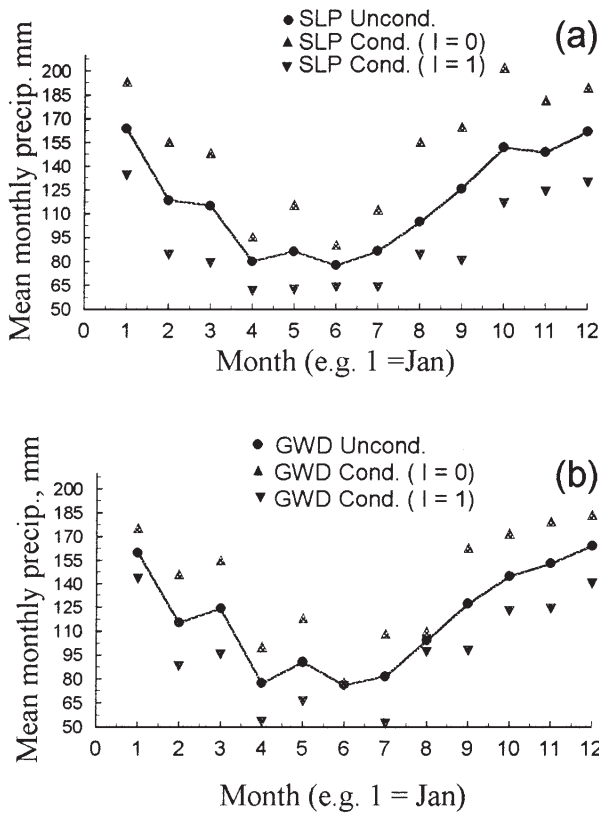 SLP Uncond.
SLP Cond. ( I = 0)
SLP Cond. ( I = 1)
(a)
Mean monthly precip. mm
200
185
170
155
140
125
110
95
80
65
50
0 1 2 3 4 5 6 7 8 9 10 11 12
Month (e.g. 1 =Jan)
GWD Uncond.
GWD Cond. ( I = 0)
GWD Cond. ( I = 1)
(b)
Mean monthly precip., mm
200
185
170
155
140
125
110
95
80
65
50
0 1 2 3 4 5 6 7 8 9 10 11 12
Month (e.g. 1 = Jan)